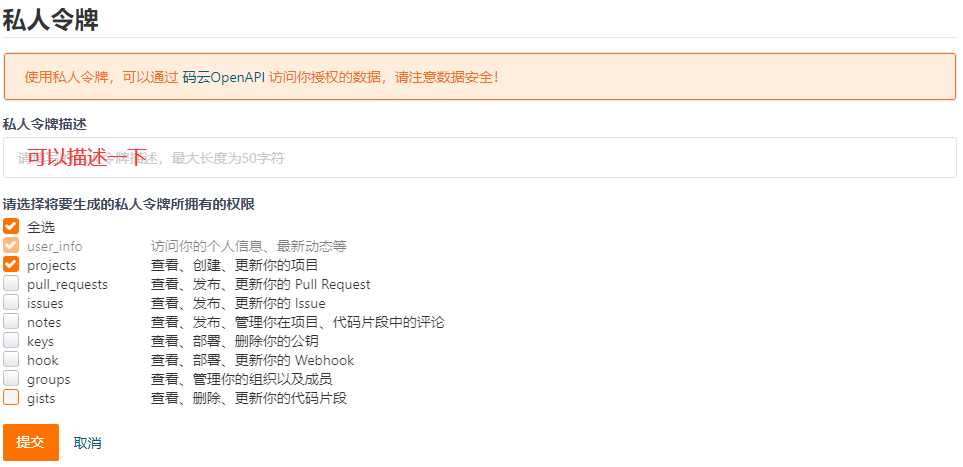 私人令牌
使用私人令牌，可以通过 码云OpenAPI 访问你授权的数据，请注意数据安全！
私人令牌描述
可以描述一下
令牌描述，最大长度为50字符
请选择将要生成的私人令牌所拥有的权限
全选
user_info 访问你的个人信息、最新动态等
projects 查看、创建、更新你的项目
pull_requests 查看、发布、更新你的 Pull Request
issues 查看、发布、更新你的 Issue
notes 查看、发布、管理你在项目、代码片段中的评论
keys 查看、部署、删除你的公钥
hook 查看、部署、更新你的 Webhook
groups 查看、管理你的组织以及成员
gists 查看、删除、更新你的代码片段
提交 取消